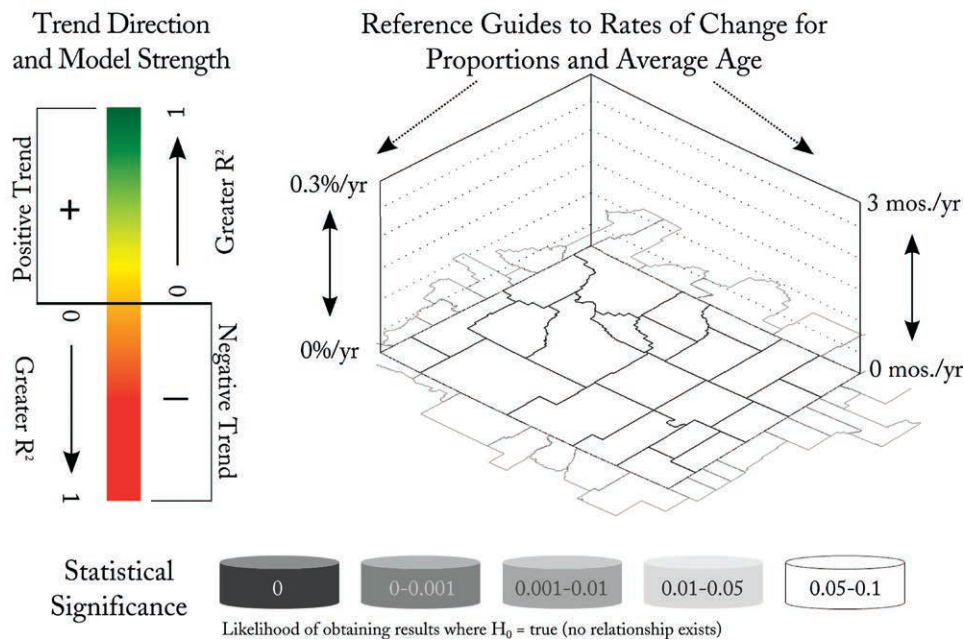 Trend Direction
and Model Strength
Reference Guides to Rates of Change for
Proportions and Average Age
Positive Trend
+
1
Greater R²
0
0
Greater R²
1
−
Negative Trend
0.3%/yr
0%/yr
3 mos./yr
0 mos./yr
Statistical
Significance
0
0-0.001
0.001-0.01
0.01-0.05
0.05-0.1
Likelihood of obtaining results where H₀ = true (no relationship exists)